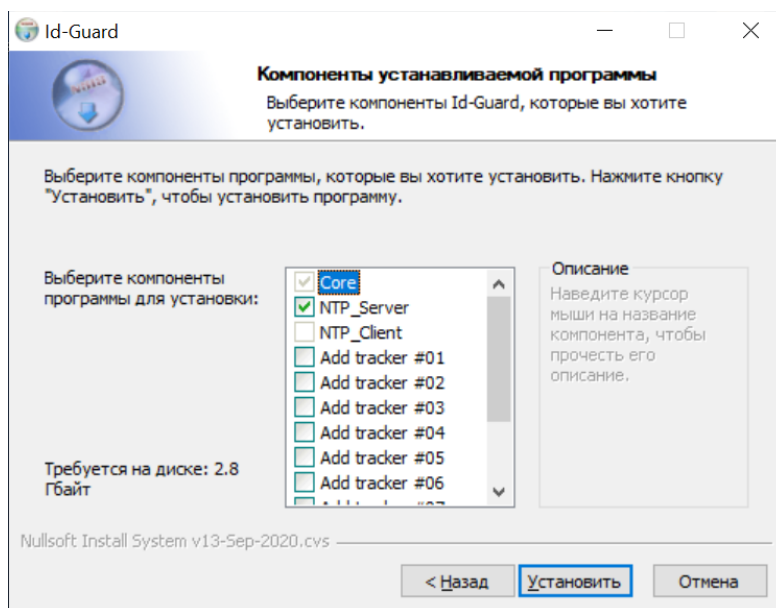 Id-Guard
Компоненты устанавливаемой программы
Выберите компоненты Id-Guard, которые вы хотите
установить.
Выберите компоненты программы, которые вы хотите установить. Нажмите кнопку
"Установить", чтобы установить программу.
Выберите компоненты
программы для установки:
Core
NTP_Server
NTP_Client
Add tracker #01
Add tracker #02
Add tracker #03
Add tracker #04
Add tracker #05
Add tracker #06
Описание
Наведите курсор
мыши на название
компонента, чтобы
прочесть его
описание.
Требуется на диске: 2.8
Гбайт
Nullsoft Install System v13-Sep-2020.cvs
< Назад
Установить
Отмена